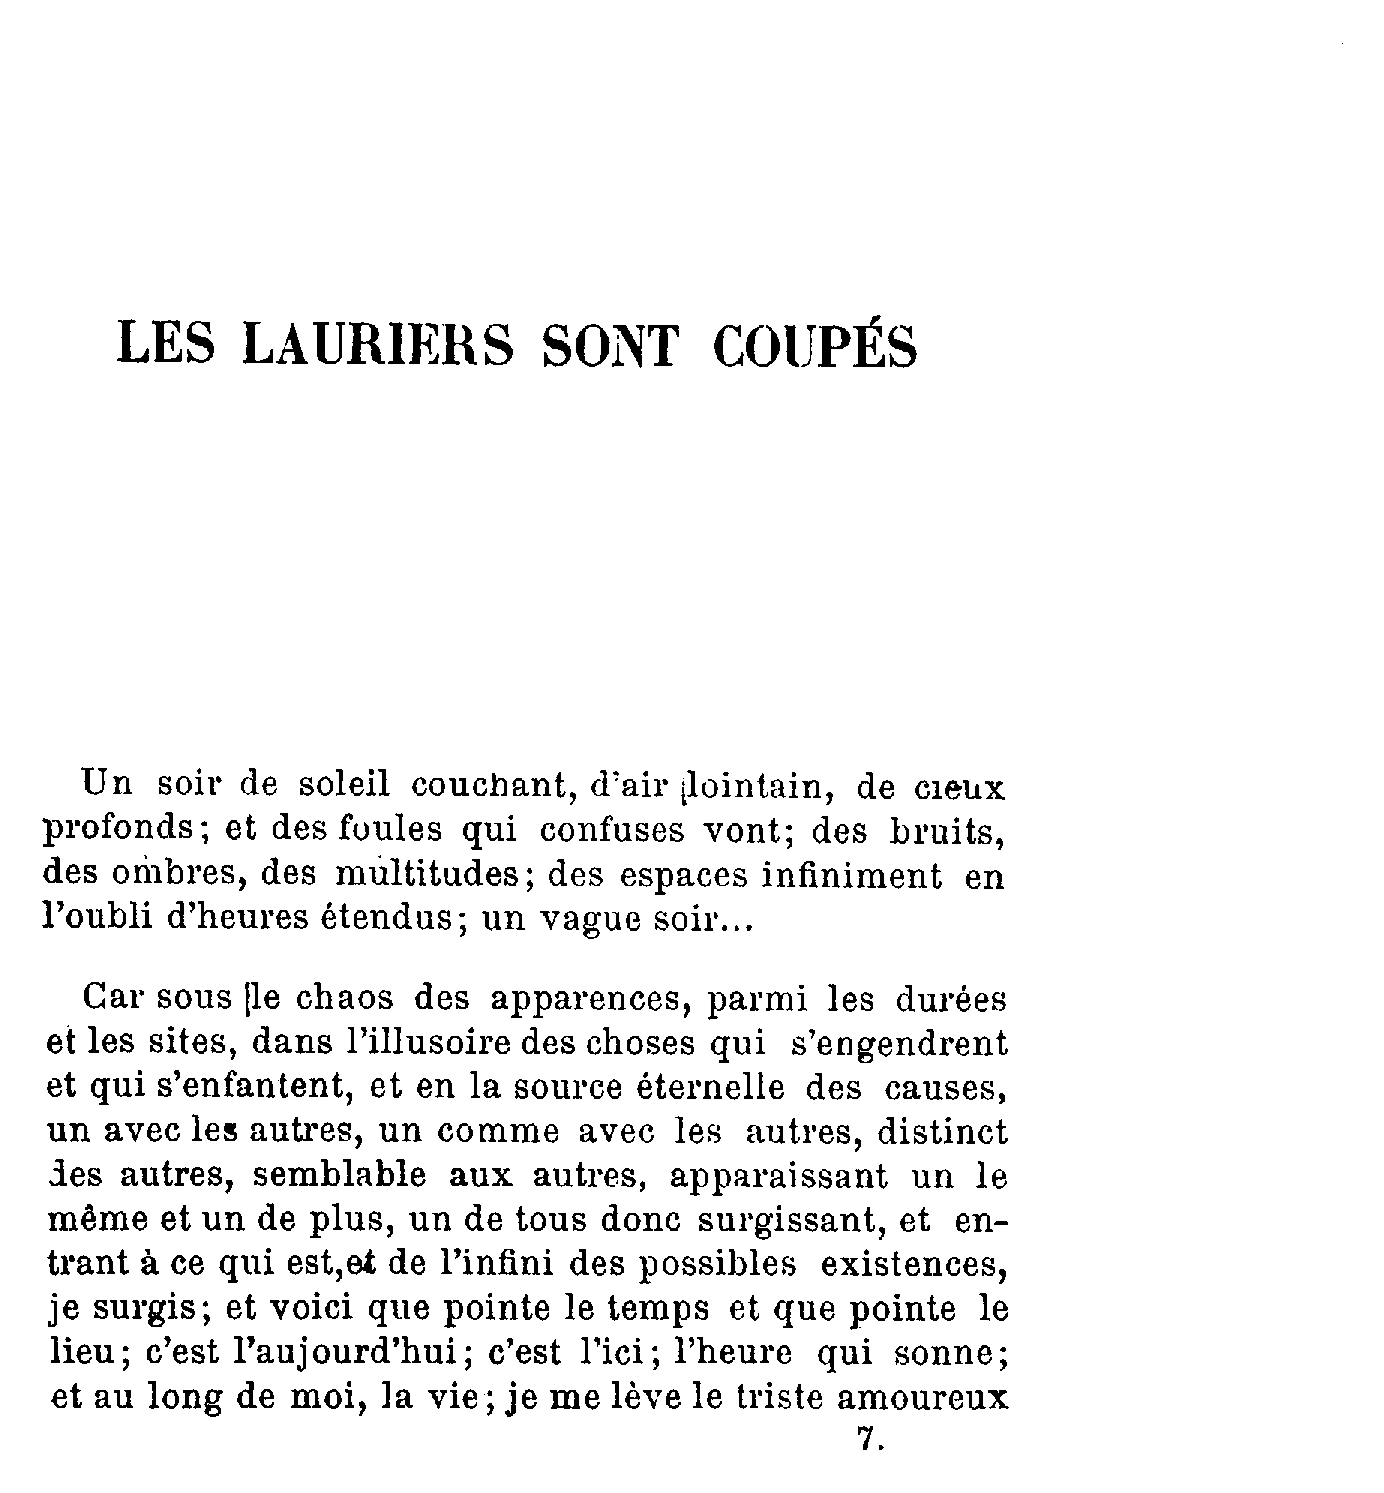 LES LAURIERS SONT COUPÉS
Un soir de soleil couchant, d'air lointain, de cieux
profonds; et des foules qui confuses vont; des bruits,
des ombres, des multitudes; des espaces infiniment en
l'oubli d'heures étendus; un vague soir...
Car sous le chaos des apparences, parmi les durées
et les sites, dans l'illusoire des choses qui s'engendrent
et qui s'enfantent, et en la source éternelle des causes,
un avec les autres, un comme avec les autres, distinct
des autres, semblable aux autres, apparaissant un le
même et un de plus, un de tous donc surgissant, et en-
trant à ce qui est, et de l'infini des possibles existences,
je surgis; et voici que pointe le temps et que pointe le
lieu; c'est l'aujourd'hui; c'est l'ici; l'heure qui sonne;
et au long de moi, la vie; je me lève le triste amoureux
7.